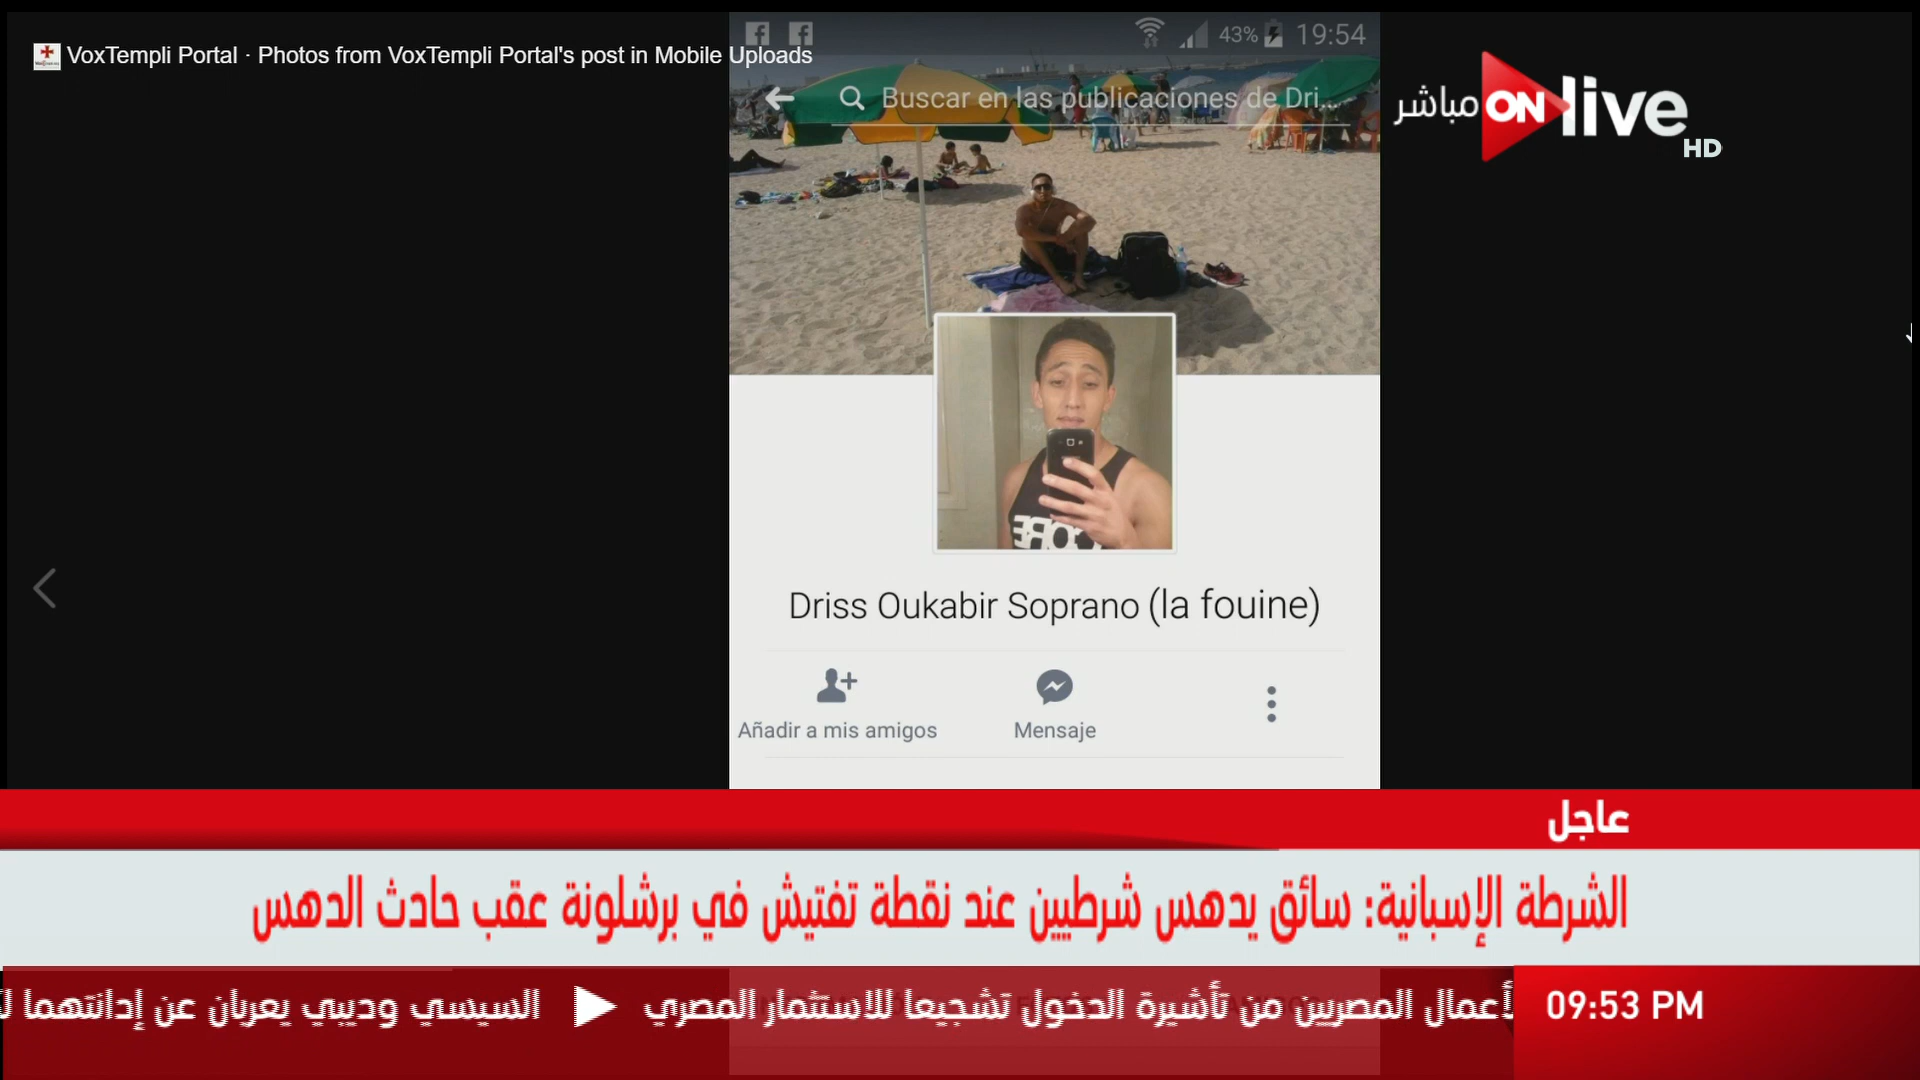 43% 19:54
VoxTempli Portal · Photos from VoxTempli Portal's post in Mobile Uploads
Buscar en las publicaciones de Dri...
مباشر ON live
HD
Driss Oukabir Soprano (la fouine)
Añadir a mis amigos
Mensaje
عاجل
الشرطة الإسبانية: سائق يدهس شرطيين عند نقطة تفتيش في برشلونة عقب حادث الدهس
لأعمال المصريين من تأشيرة الدخول تشجيعا للاستثمار المصري ◀ السيسي وديبي يعربان عن إدانتهما
09:53 PM